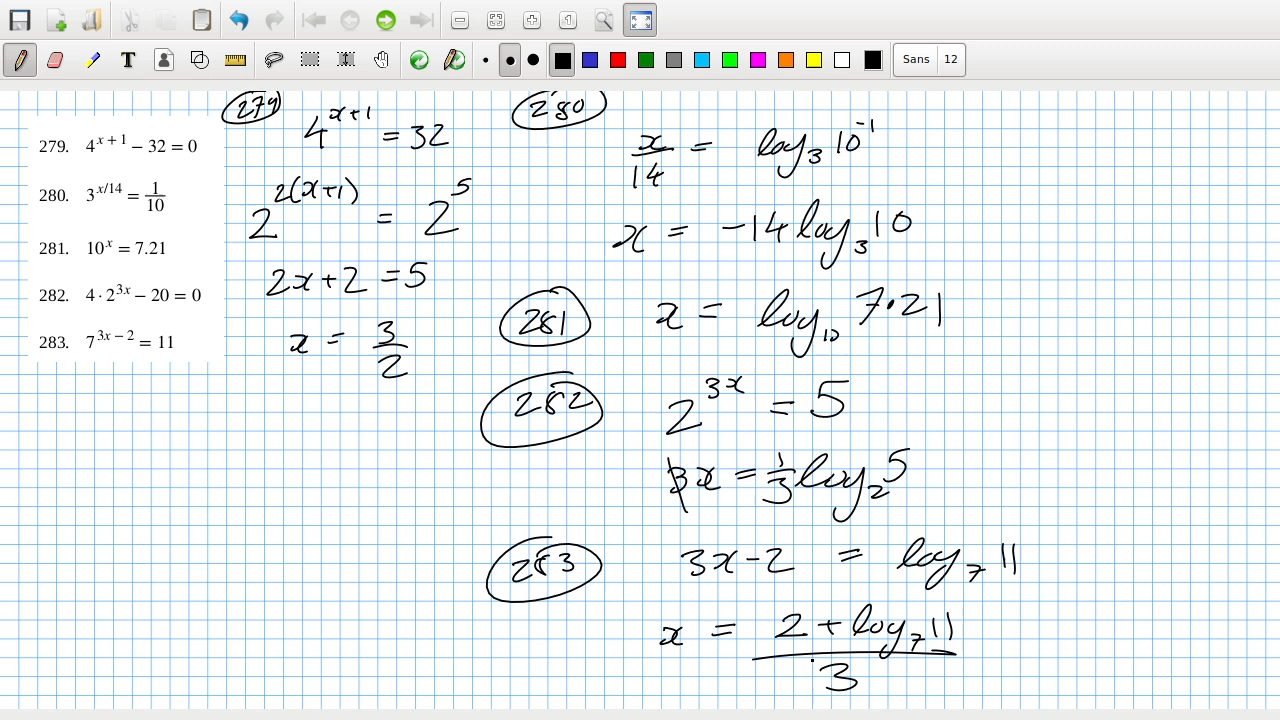 Sans 12
279. 4^{x + 1} − 32 = 0
280. 3^{x/14} = 1/10
281. 10^x = 7.21
282. 4 · 2^{3x} − 20 = 0
283. 7^{3x − 2} = 11
279
4^{x+1} = 32
2^{2(x+1)} = 2^5
2x+2 = 5
x = 3/2
280
x/14 = log_3 10^{-1}
x = -14 log_3 10
281
x = log_{10} 7·21
282
2^{3x} = 5
3x = 1/3 log_2 5
283
3x-2 = log_7 11
x = (2 + log_7 11)/3